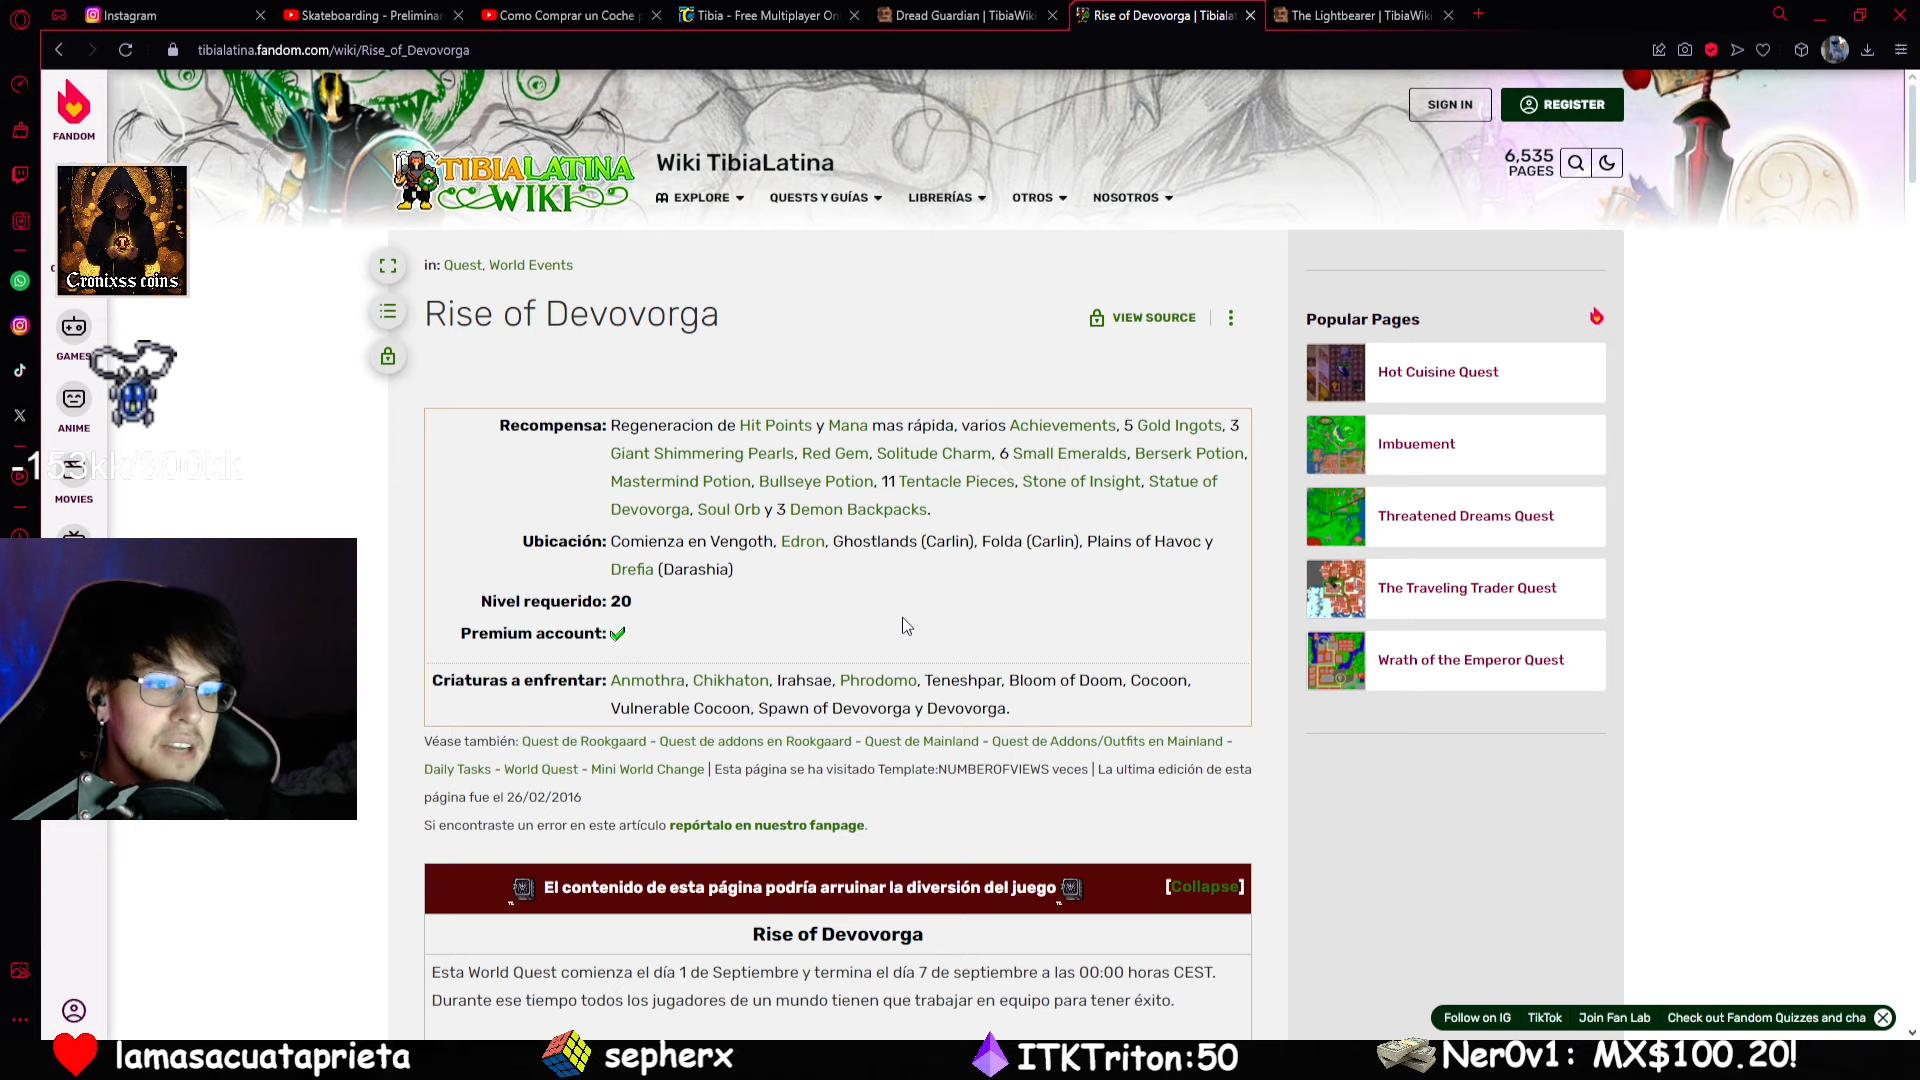 Instagram
Skateboarding - Preliminar
Como Comprar un Coche
Tibia - Free Multiplayer On
Dread Guardian | TibiaWiki
Rise of Devovorga | Tibiala
The Lightbearer | TibiaWiki
tibialatina.fandom.com/wiki/Rise_of_Devovorga
FANDOM
SIGN IN
REGISTER
TIBIALATINA
WIKI
Wiki TibiaLatina
6,535
PAGES
EXPLORE
QUESTS Y GUÍAS
LIBRERÍAS
OTROS
NOSOTROS
Cronixss coins
GAMES
ANIME
-153kk/800kk
MOVIES
in: Quest, World Events
Rise of Devovorga
VIEW SOURCE
Recompensa: Regeneracion de Hit Points y Mana mas rápida, varios Achievements, 5 Gold Ingots, 3
Giant Shimmering Pearls, Red Gem, Solitude Charm, 6 Small Emeralds, Berserk Potion,
Mastermind Potion, Bullseye Potion, 11 Tentacle Pieces, Stone of Insight, Statue of
Devovorga, Soul Orb y 3 Demon Backpacks.
Ubicación: Comienza en Vengoth, Edron, Ghostlands (Carlin), Folda (Carlin), Plains of Havoc y
Drefia (Darashia)
Nivel requerido: 20
Premium account:
Criaturas a enfrentar: Anmothra, Chikhaton, Irahsae, Phrodomo, Teneshpar, Bloom of Doom, Cocoon,
Vulnerable Cocoon, Spawn of Devovorga y Devovorga.
Véase también: Quest de Rookgaard - Quest de addons en Rookgaard - Quest de Mainland - Quest de Addons/Outfits en Mainland -
Daily Tasks - World Quest - Mini World Change | Esta página se ha visitado Template:NUMBEROFVIEWS veces | La ultima edición de esta
página fue el 26/02/2016
Si encontraste un error en este artículo repórtalo en nuestro fanpage.
El contenido de esta página podría arruinar la diversión del juego
[Collapse]
Rise of Devovorga
Esta World Quest comienza el día 1 de Septiembre y termina el día 7 de septiembre a las 00:00 horas CEST.
Durante ese tiempo todos los jugadores de un mundo tienen que trabajar en equipo para tener éxito.
Popular Pages
Hot Cuisine Quest
Imbuement
Threatened Dreams Quest
The Traveling Trader Quest
Wrath of the Emperor Quest
Follow on IG
TikTok
Join Fan Lab
Check out Fandom Quizzes and cha
lamasacuataprieta
sepherx
ITKTriton:50
Ner0v1: MX$100.20!